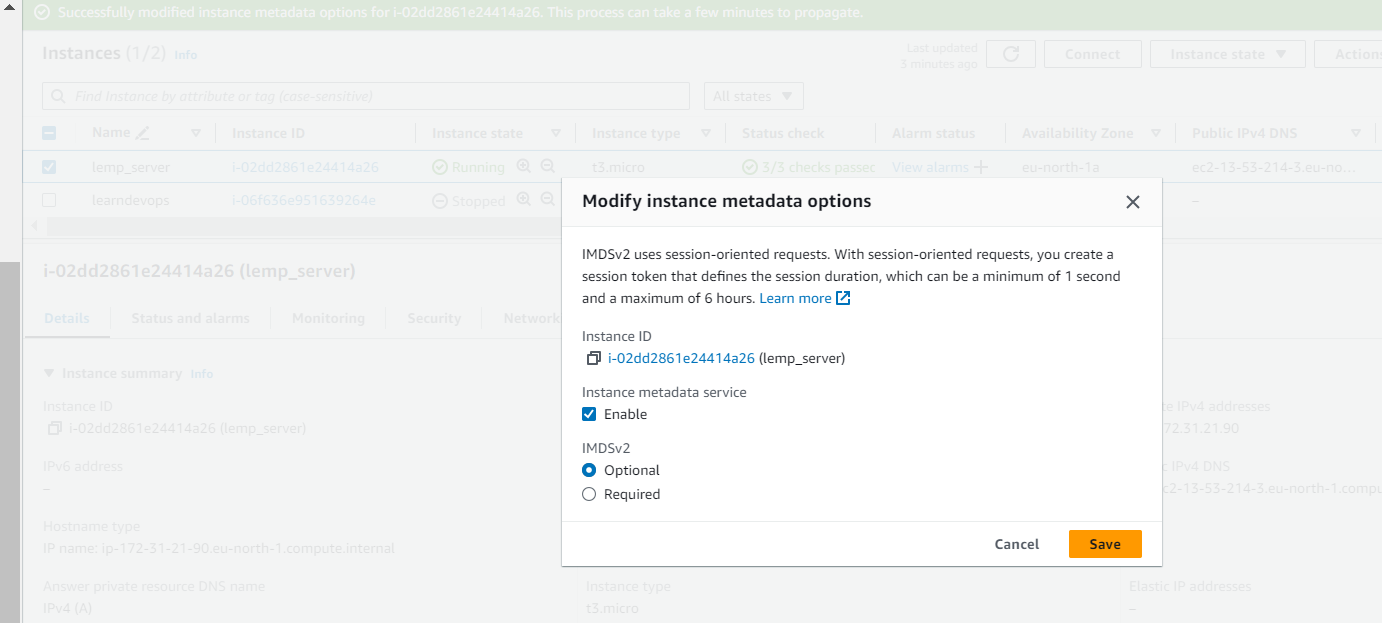 Successfully modified instance metadata options for i-02dd2861e24414a26. This process can take a few minutes to propagate.
Instances (1/2) Info
Last updated
3 minutes ago
Connect
Instance state
Action
Find Instance by attribute or tag (case-sensitive)
All states
Name Instance ID Instance state Instance type Status check Alarm status Availability Zone Public IPv4 DNS
lemp_server i-02dd2861e24414a26 Running t3.micro 3/3 checks passec View alarms + eu-north-1a ec2-13-53-214-3.eu-no...
learndevops i-06f636e951639264e Stopped –
i-02dd2861e24414a26 (lemp_server)
Details Status and alarms Monitoring Security Network
Instance summary Info
Instance ID
i-02dd2861e24414a26 (lemp_server)
IPv6 address
–
Hostname type
IP name: ip-172-31-21-90.eu-north-1.compute.internal
Answer private resource DNS name
IPv4 (A)
Modify instance metadata options
IMDSv2 uses session-oriented requests. With session-oriented requests, you create a
session token that defines the session duration, which can be a minimum of 1 second
and a maximum of 6 hours. Learn more
Instance ID
i-02dd2861e24414a26 (lemp_server)
Instance metadata service
Enable
IMDSv2
Optional
Required
Cancel Save
Instance type
t3.micro
te IPv4 addresses
72.31.21.90
c IPv4 DNS
c2-13-53-214-3.eu-north-1.compu
Elastic IP addresses
–